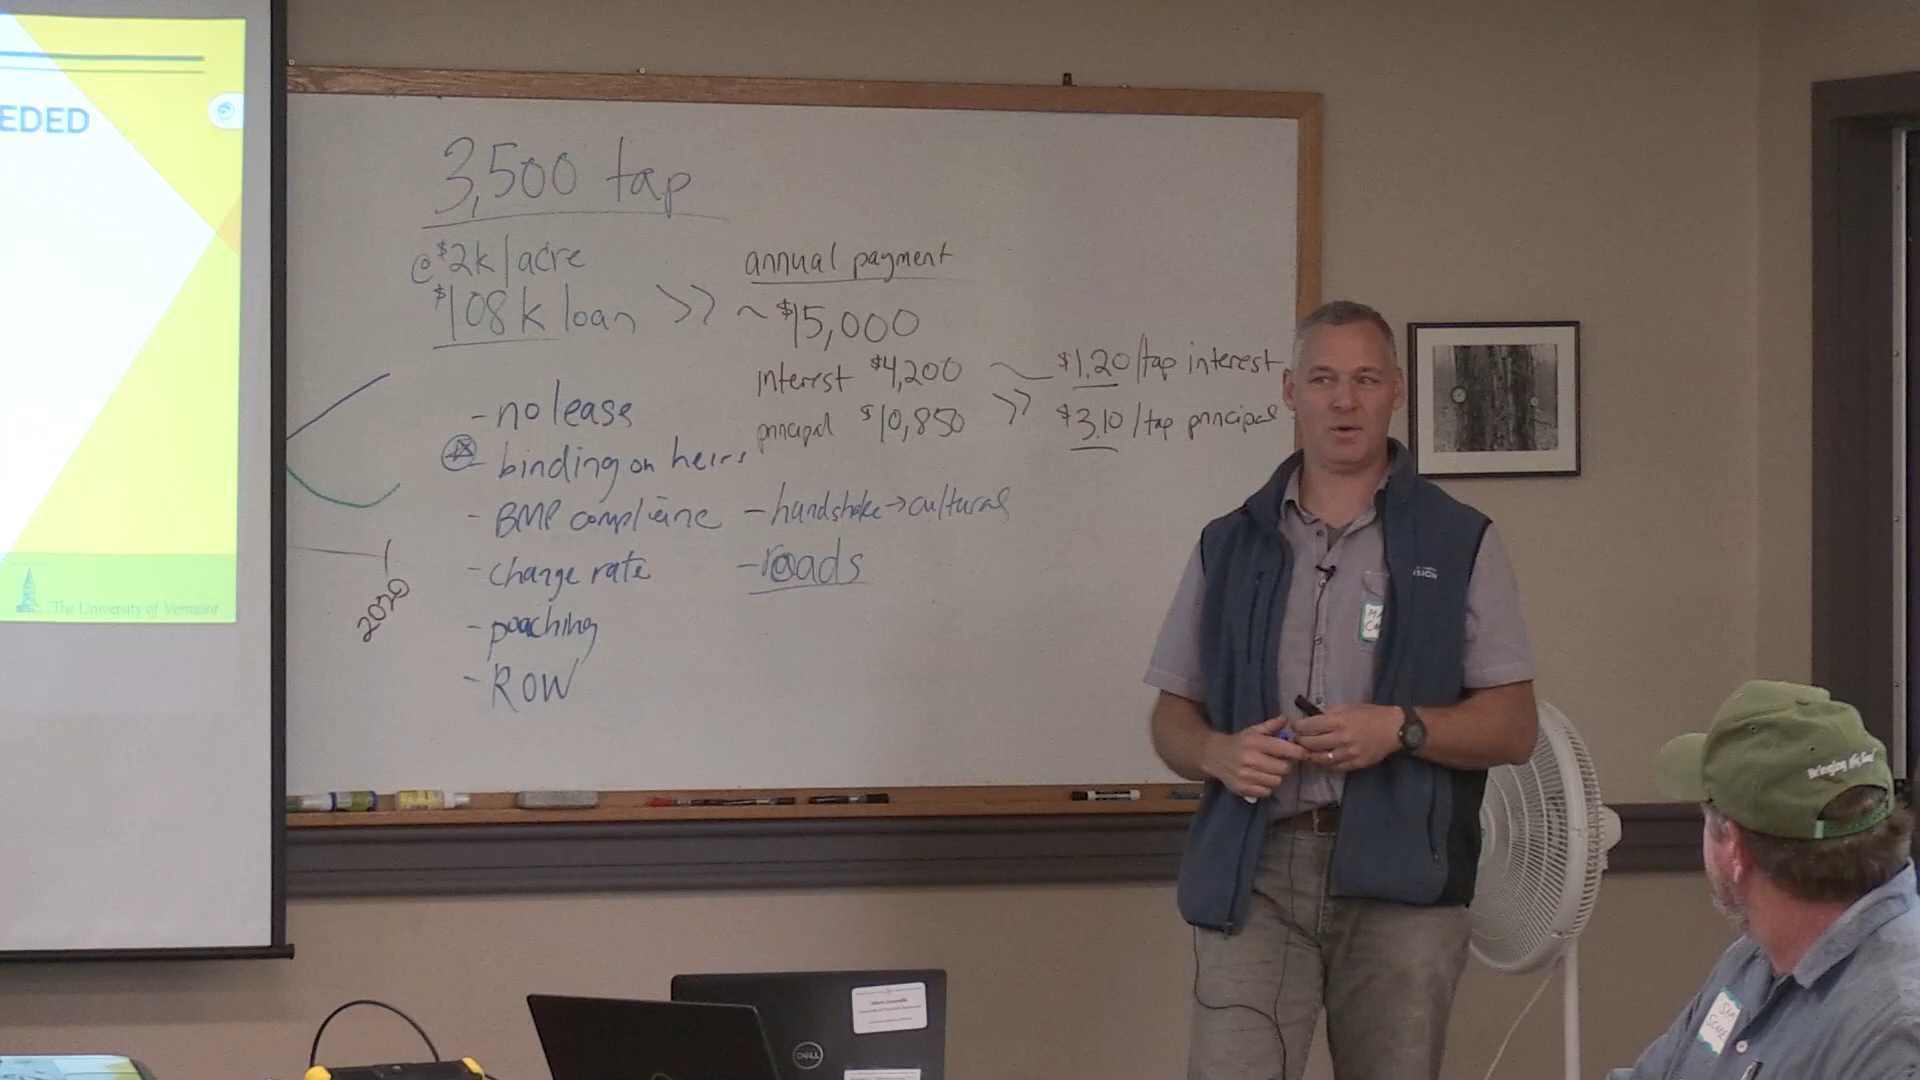 EDED
The University of Vermont
3,500 tap
@ $2k/acre
$108k loan >> ~ $15,000
annual payment
interest $4,200 ~ $1.20/tap interest
principal $10,850 >> $3.10/tap principal
- no lease
- binding on heirs
- BMP compliance
- change rate
- poaching
- ROW
- handshake → cultural
- roads
2020
DELL